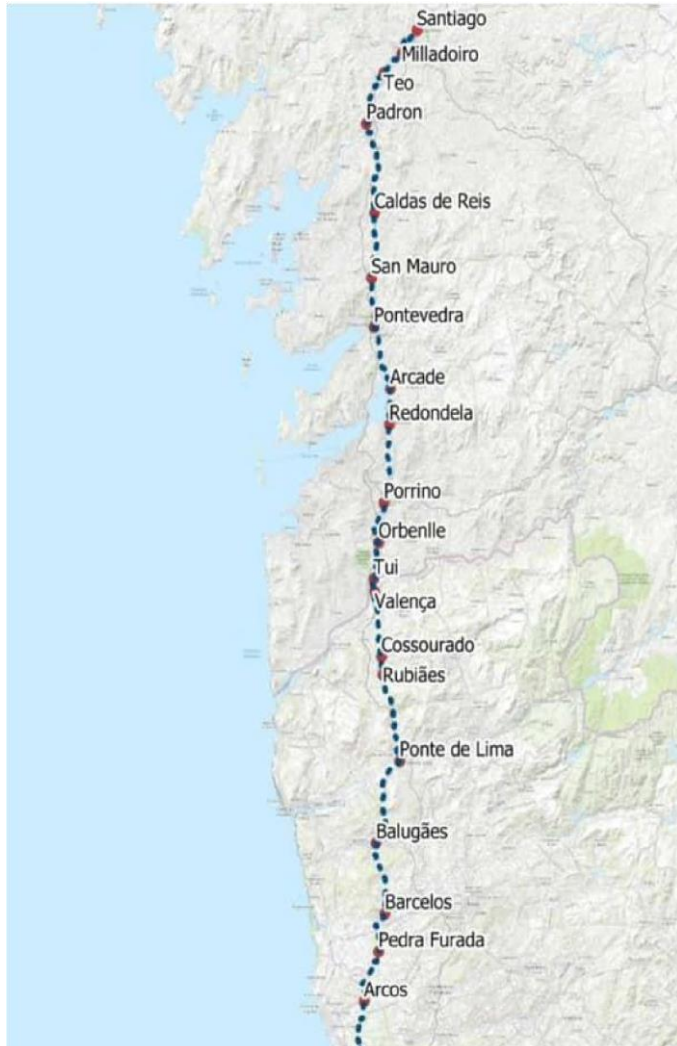 Santiago
Milladoiro
Teo
Padron
Caldas de Reis
San Mauro
Pontevedra
Arcade
Redondela
Porrino
Orbenlle
Tui
Valença
Cossourado
Rubiães
Ponte de Lima
Balugães
Barcelos
Pedra Furada
Arcos